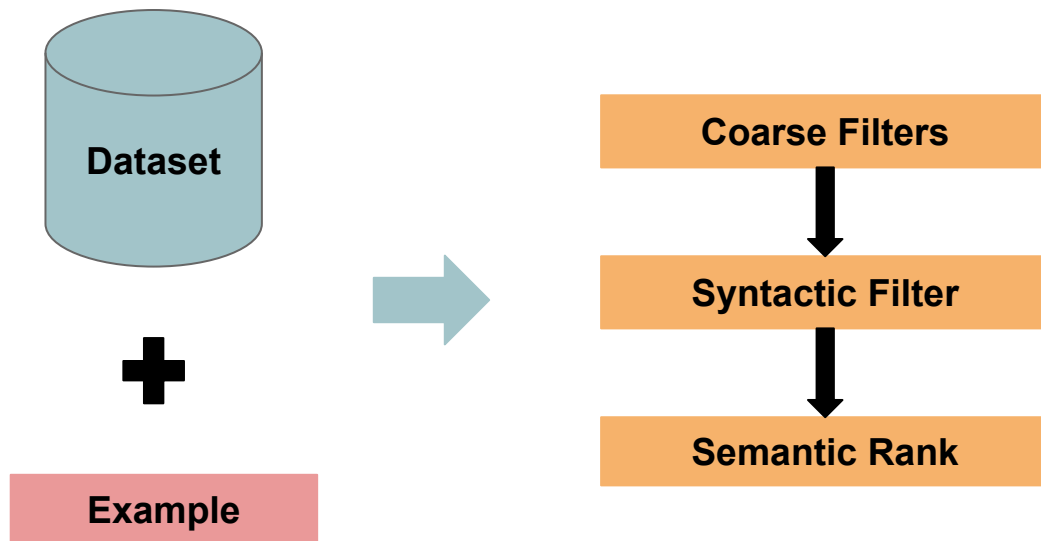 Dataset
Example
Coarse Filters
Syntactic Filter
Semantic Rank